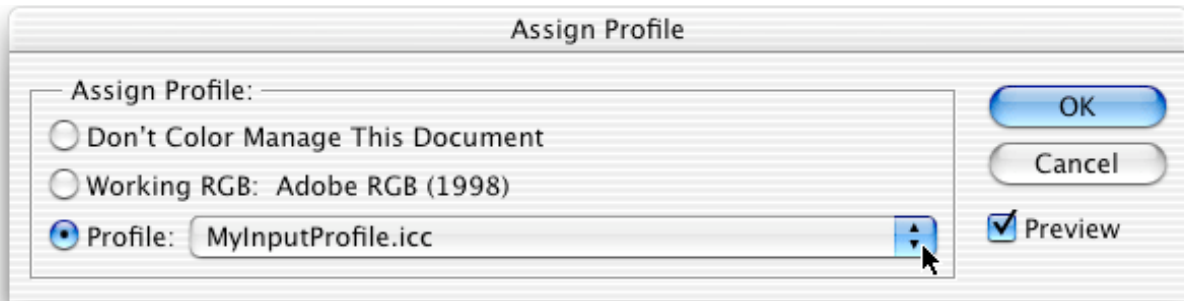 Assign Profile
Assign Profile:
Don't Color Manage This Document
Working RGB: Adobe RGB (1998)
Profile: MyInputProfile.icc
OK
Cancel
Preview